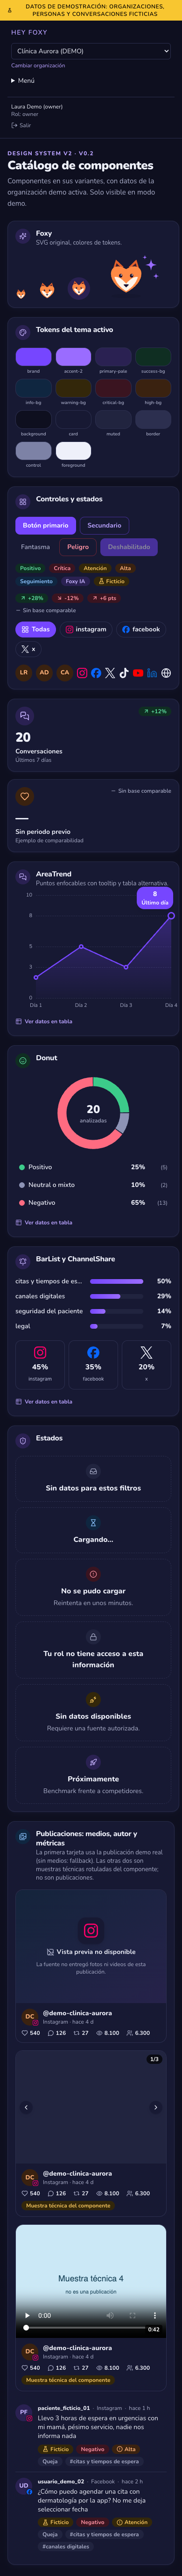 DATOS DE DEMOSTRACIÓN: ORGANIZACIONES,
PERSONAS Y CONVERSACIONES FICTICIAS
HEY FOXY
Clínica Aurora (DEMO)
Cambiar organización
Menú
Laura Demo (owner)
Rol: owner
Salir
DESIGN SYSTEM V2 · V0.2
Catálogo de componentes
Componentes en sus variantes, con datos de la
organización demo activa. Solo visible en modo
demo.
Foxy
SVG original, colores de tokens.
Tokens del tema activo
brand
accent-2
primary-pale
success-bg
info-bg
warning-bg
critical-bg
high-bg
background
card
muted
border
control
foreground
Controles y estados
Botón primario
Secundario
Fantasma
Peligro
Deshabilitado
Positivo
Crítica
Atención
Alta
Seguimiento
Foxy IA
Ficticio
+28%
-12%
+6 pts
Sin base comparable
Todas
instagram
facebook
x
LR
AD
CA
+12%
20
Conversaciones
Últimos 7 días
Sin base comparable
—
Sin periodo previo
Ejemplo de comparabilidad
AreaTrend
Puntos enfocables con tooltip y tabla alternativa.
8
Último día
10
8
5
3
0
Día 1
Día 2
Día 3
Día 4
Ver datos en tabla
Donut
20
analizadas
Positivo 25% (5)
Neutral o mixto 10% (2)
Negativo 65% (13)
Ver datos en tabla
BarList y ChannelShare
citas y tiempos de es... 50%
canales digitales 29%
seguridad del paciente 14%
legal 7%
45%
instagram
35%
facebook
20%
x
Ver datos en tabla
Estados
Sin datos para estos filtros
Cargando...
No se pudo cargar
Reintenta en unos minutos.
Tu rol no tiene acceso a esta
información
Sin datos disponibles
Requiere una fuente autorizada.
Próximamente
Benchmark frente a competidores.
Publicaciones: medios, autor y
métricas
La primera tarjeta usa la publicación demo real
(sin medios: fallback). Las otras dos son
muestras técnicas rotuladas del componente;
no son publicaciones.
Vista previa no disponible
La fuente no entregó fotos ni videos de esta
publicación.
DC
@demo-clinica-aurora
Instagram · hace 4 d
540 126 27 8.100 6.300
1/3
DC
@demo-clinica-aurora
Instagram · hace 4 d
540 126 27 8.100 6.300
Muestra técnica del componente
Muestra técnica 4
no es una publicación
0:00
0:42
DC
@demo-clinica-aurora
Instagram · hace 4 d
540 126 27 8.100 6.300
Muestra técnica del componente
PF
paciente_ficticio_01 · Instagram · hace 1 h
Llevo 3 horas de espera en urgencias con
mi mamá, pésimo servicio, nadie nos
informa nada
Ficticio
Negativo
Alta
Queja
#citas y tiempos de espera
UD
usuario_demo_02 · Facebook · hace 2 h
¿Cómo puedo agendar una cita con
dermatología por la app? No me deja
seleccionar fecha
Ficticio
Negativo
Atención
Queja
#citas y tiempos de espera
#canales digitales